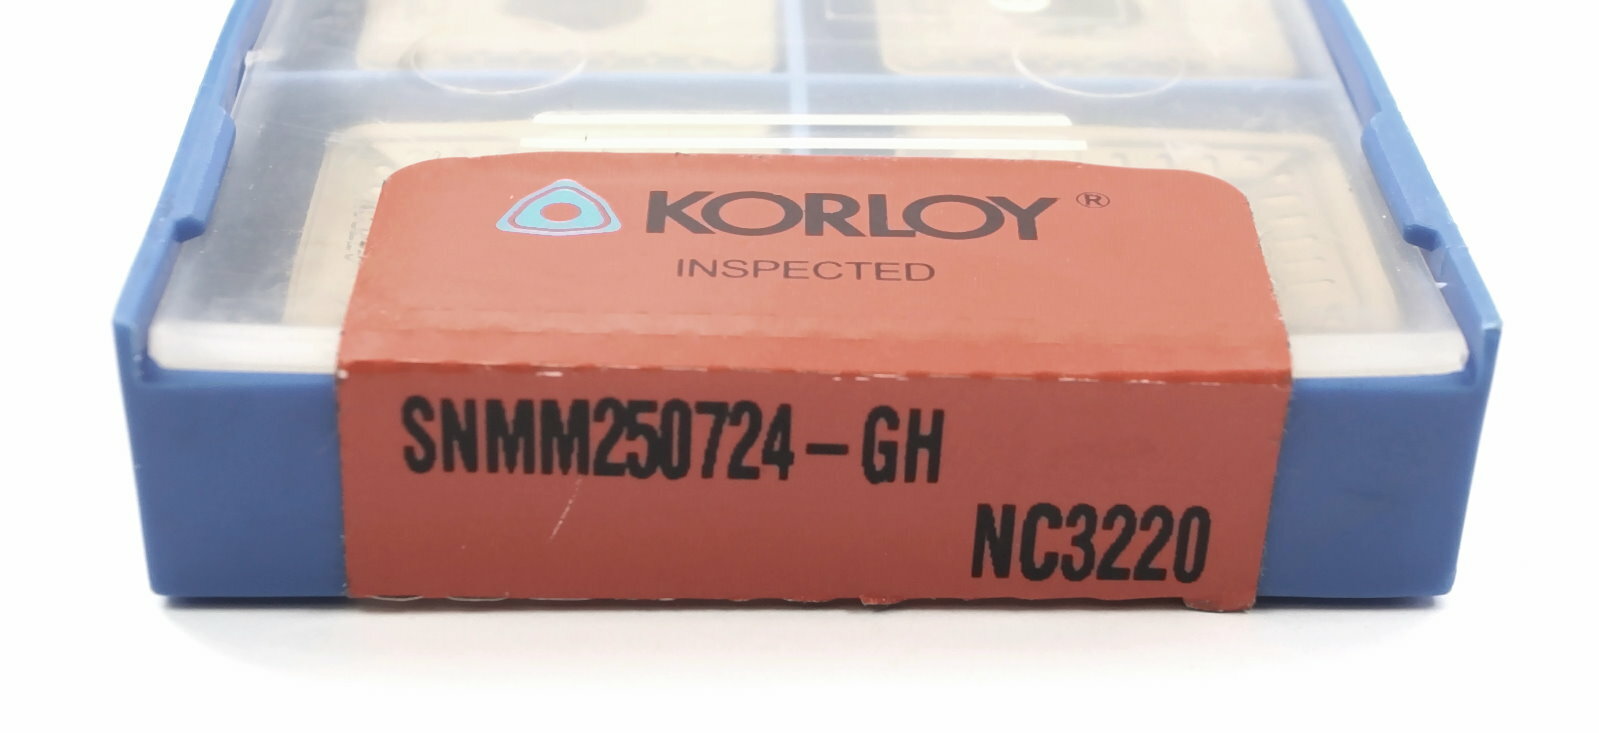 KORLOY ®
INSPECTED
SNMM250724-GH
NC3220